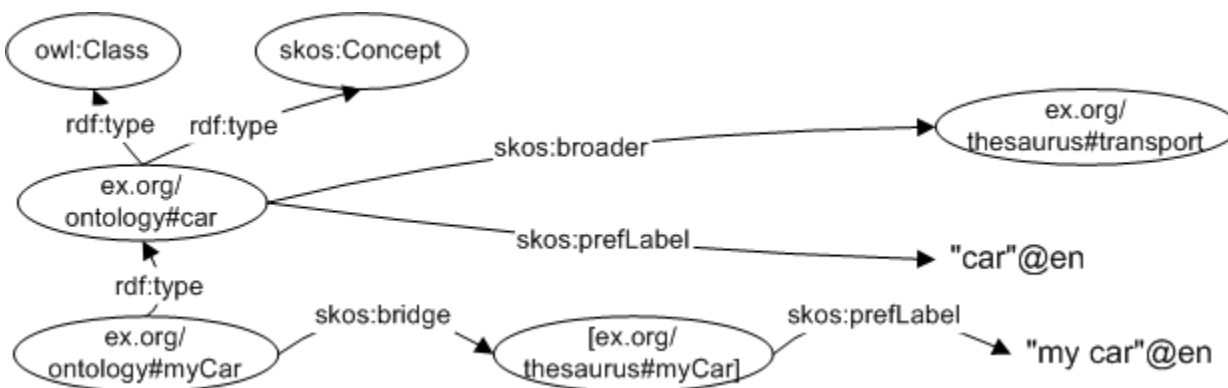 owl:Class
skos:Concept
rdf:type
rdf:type
ex.org/
thesaurus#transport
skos:broader
ex.org/
ontology#car
skos:prefLabel
"car"@en
rdf:type
skos:bridge
skos:prefLabel
ex.org/
ontology#myCar
[ex.org/
thesaurus#myCar]
"my car"@en